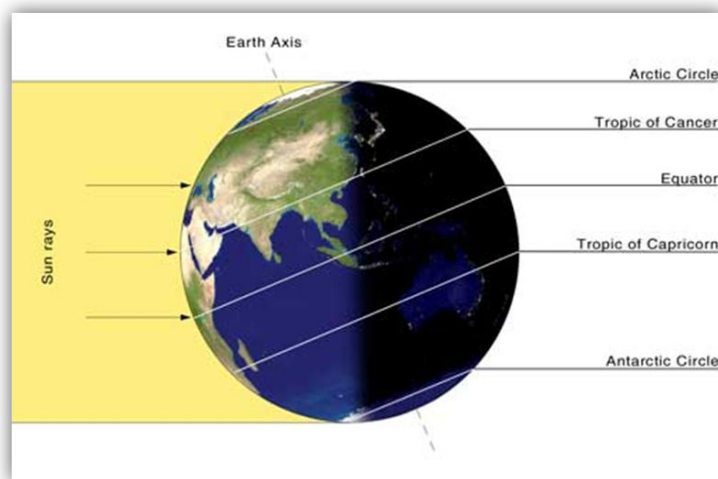 Earth Axis
Arctic Circle
Tropic of Cancer
Equator
Sun rays
Tropic of Capricorn
Antarctic Circle